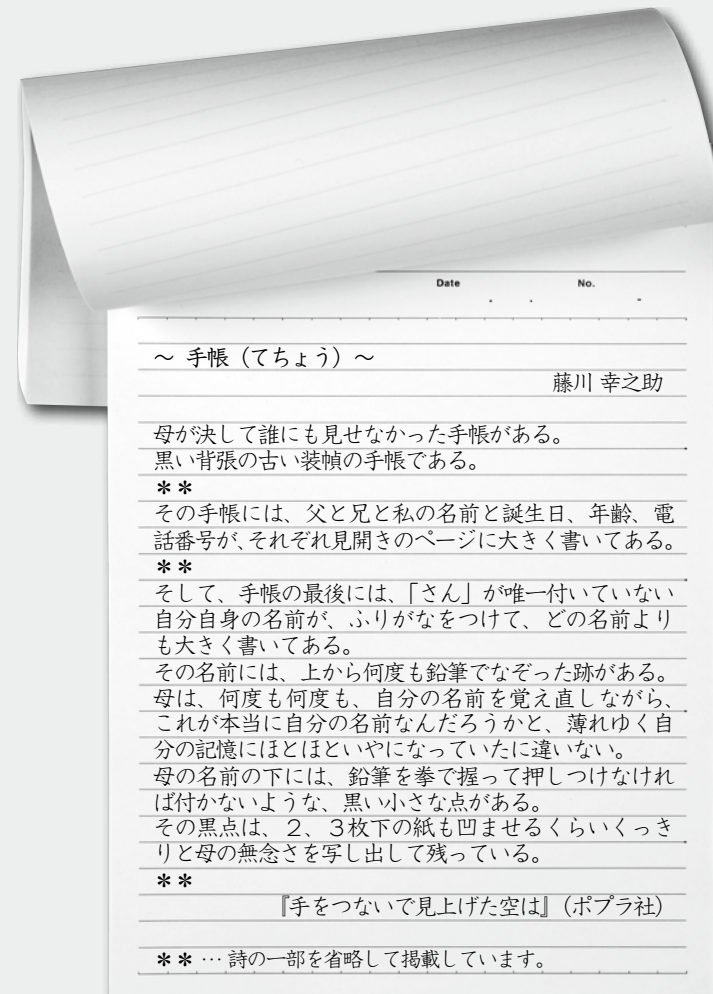 Date No.
. . -
～ 手帳（てちょう）～
藤川 幸之助
母が決して誰にも見せなかった手帳がある。
黒い背張の古い装幀の手帳である。
＊＊
その手帳には、父と兄と私の名前と誕生日、年齢、電
話番号が、それぞれ見開きのページに大きく書いてある。
＊＊
そして、手帳の最後には、「さん」が唯一付いていない
自分自身の名前が、ふりがなをつけて、どの名前より
も大きく書いてある。
その名前には、上から何度も鉛筆でなぞった跡がある。
母は、何度も何度も、自分の名前を覚え直しながら、
これが本当に自分の名前なんだろうかと、薄れゆく自
分の記憶にほとほといやになっていたに違いない。
母の名前の下には、鉛筆を拳で握って押しつけなけれ
ば付かないような、黒い小さな点がある。
その黒点は、２、３枚下の紙も凹ませるくらいくっき
りと母の無念さを写し出して残っている。
＊＊
『手をつないで見上げた空は』（ポプラ社）
＊＊…詩の一部を省略して掲載しています。